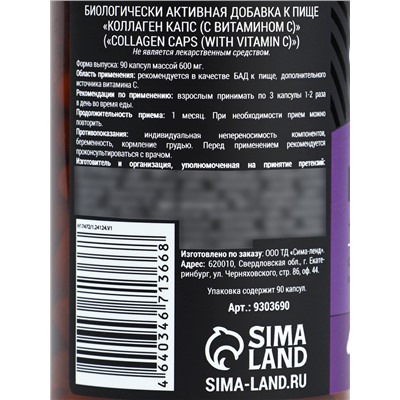 БИОЛОГИЧЕСКИ АКТИВНАЯ ДОБАВКА К ПИЩЕ
«КОЛЛАГЕН КАПС (С ВИТАМИНОМ С)»
(«COLLAGEN CAPS (WITH VITAMIN C)»)
Не является лекарственным средством.
Форма выпуска: 90 капсул массой 600 мг.
Область применения: рекомендуется в качестве БАД к пище, дополнительного
источника витамина С.
Рекомендации по применению: взрослым принимать по 3 капсулы 1-2 раза
в день во время еды.
Продолжительность приема: 1 месяц. При необходимости прием можно
повторить.
Противопоказания: индивидуальная непереносимость компонентов,
беременность, кормление грудью. Перед применением рекомендуется
проконсультироваться с врачом.
Изготовитель и организация, уполномоченная на принятие претензий:
Изготовлено по заказу: ООО ТД «Сима-ленд».
Адрес: 620010, Свердловская обл., г. Екате-
ринбург, ул. Черняховского, стр. 86, оф. 44.
Упаковка содержит 90 капсул.
Арт.: 9303690
4 640346 713668
SIMA
LAND
SIMA-LAND.RU